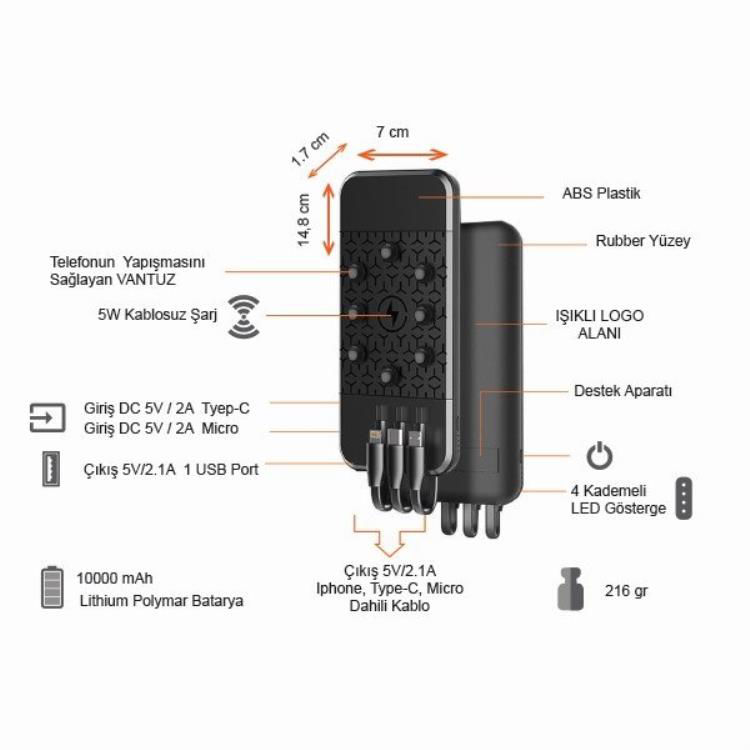 7 cm
1.7 cm
14,8 cm
ABS Plastik
Rubber Yüzey
Telefonun Yapışmasını
Sağlayan VANTUZ
5W Kablosuz Şarj
IŞIKLI LOGO
ALANI
Destek Aparatı
Giriş DC 5V / 2A Tyep-C
Giriş DC 5V / 2A Micro
Çıkış 5V/2.1A 1 USB Port
4 Kademeli
LED Gösterge
Çıkış 5V/2.1A
Iphone, Type-C, Micro
Dahili Kablo
10000 mAh
Lithium Polymar Batarya
216 gr